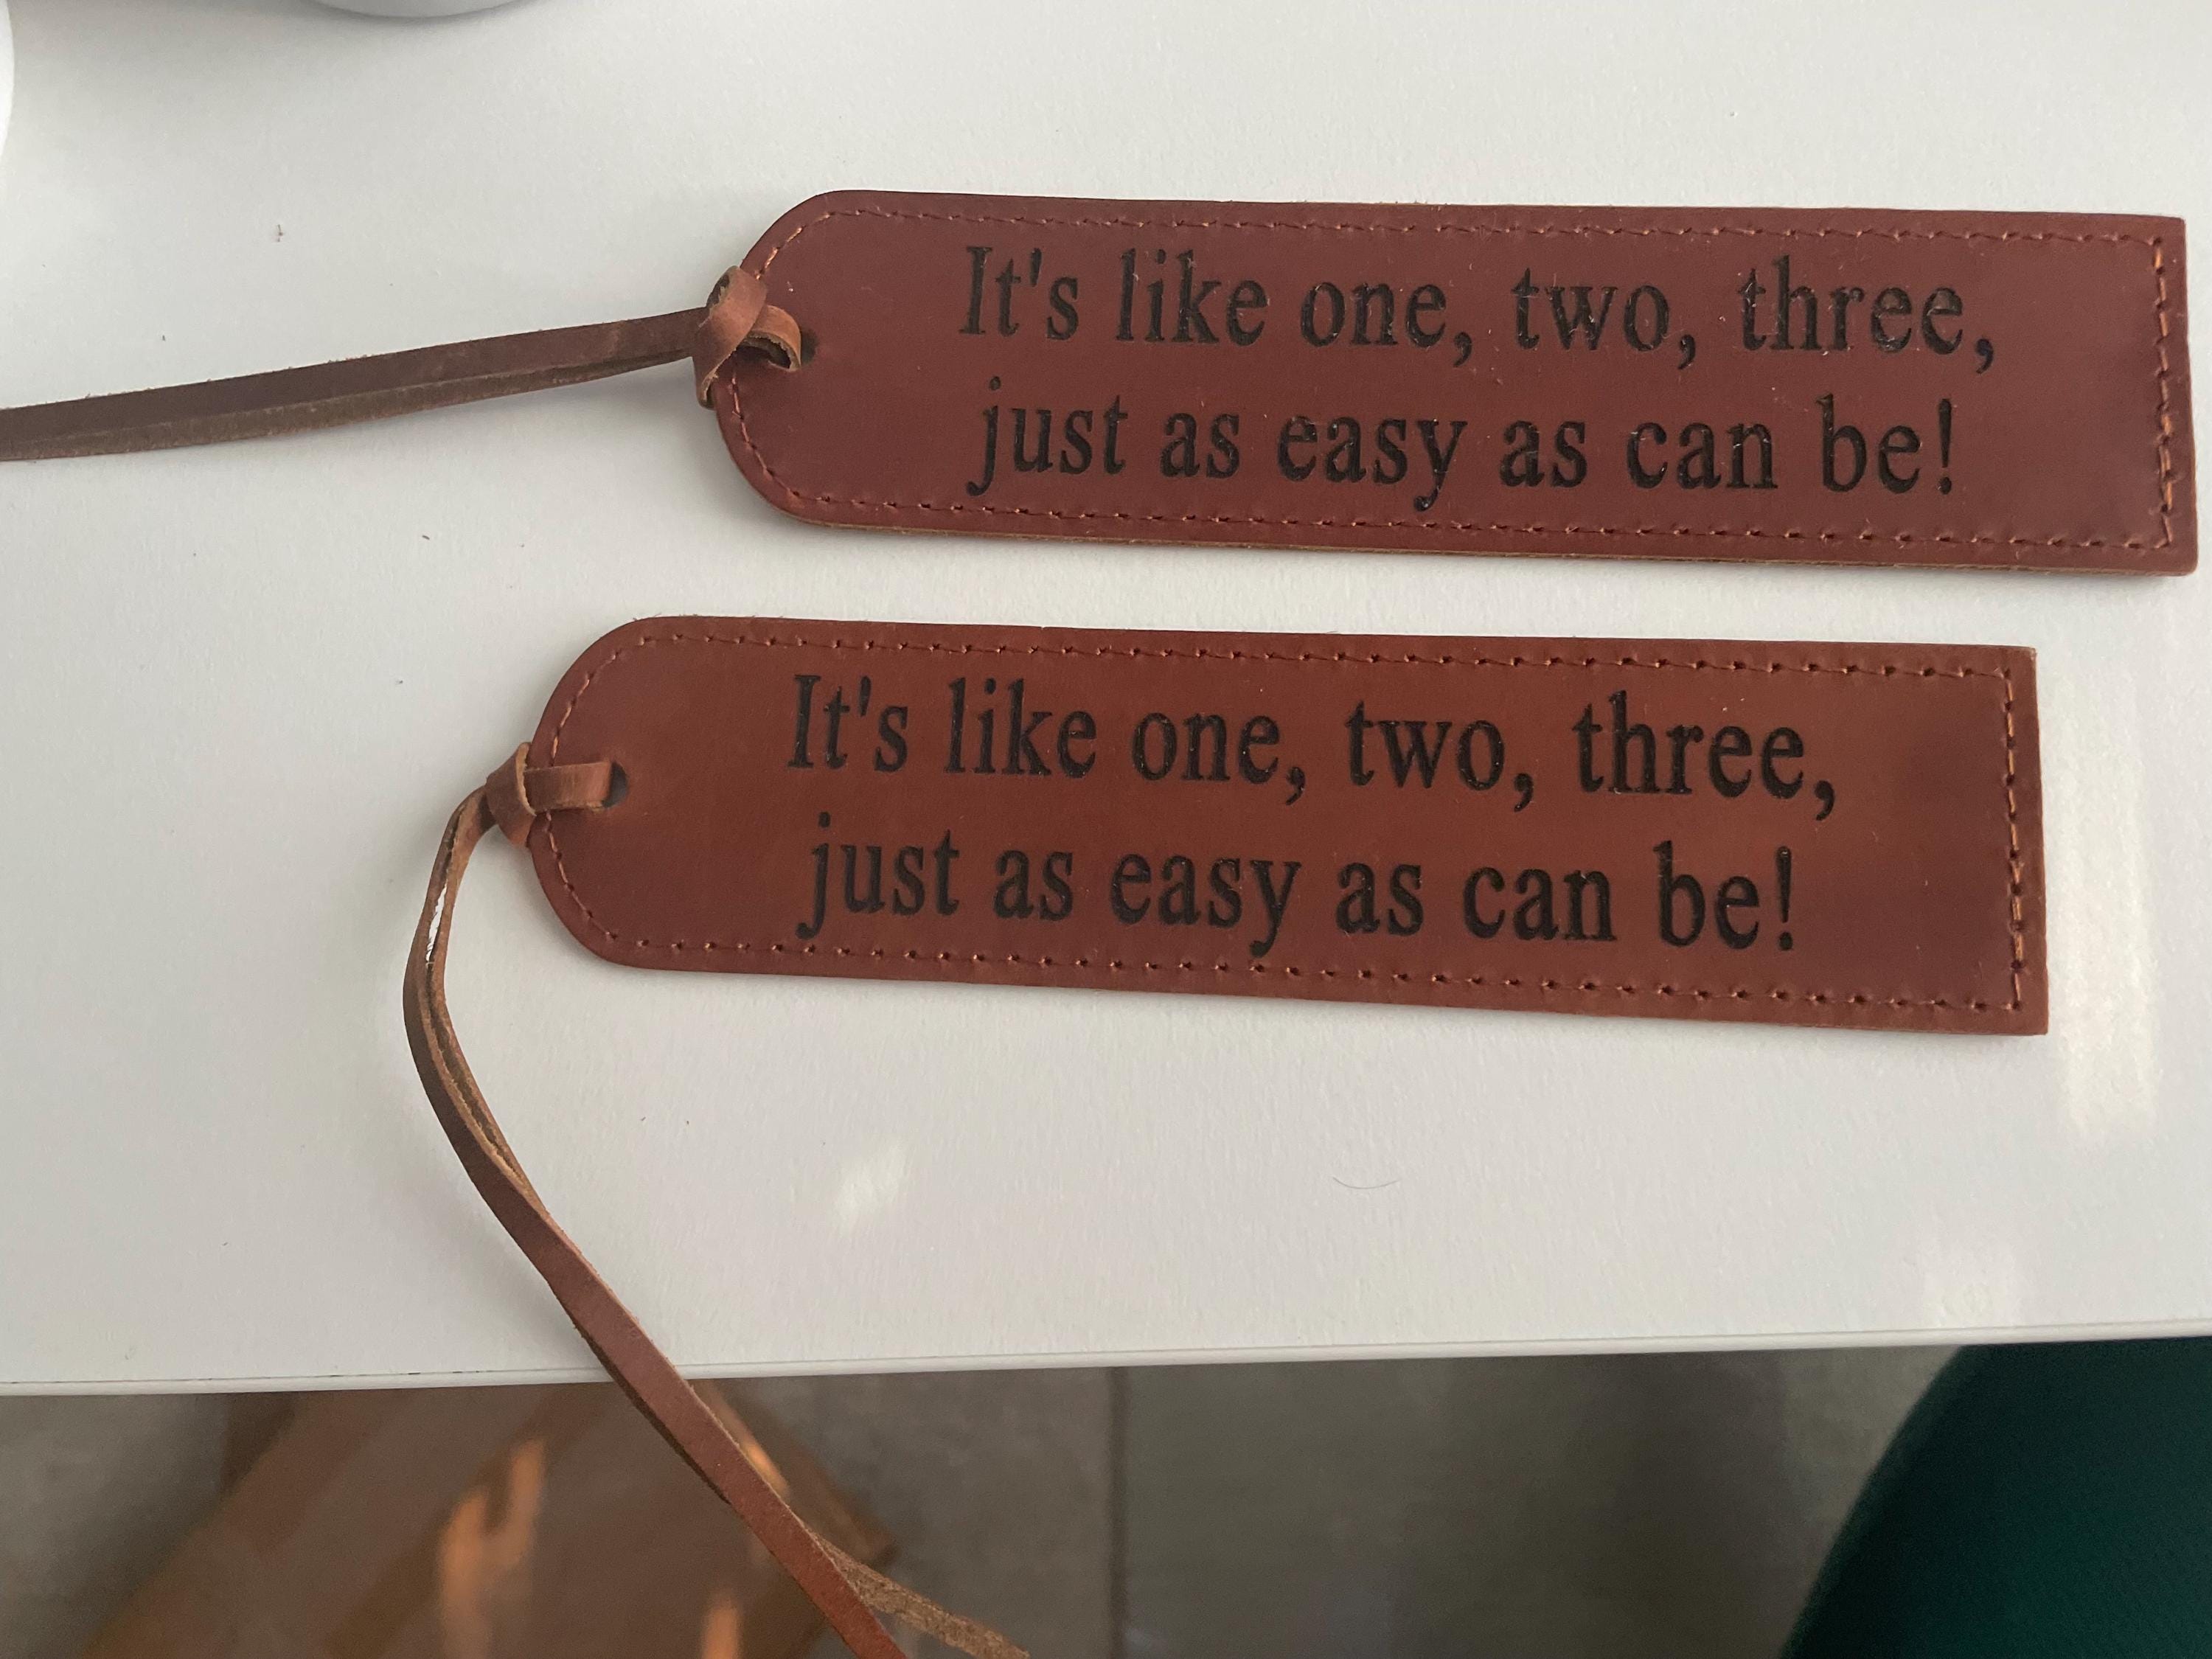 It's like one, two, three,
just as easy as can be!
It's like one, two, three,
just as easy as can be!